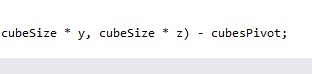 cubeSize * y, cubeSize * z) - cubesPivot;